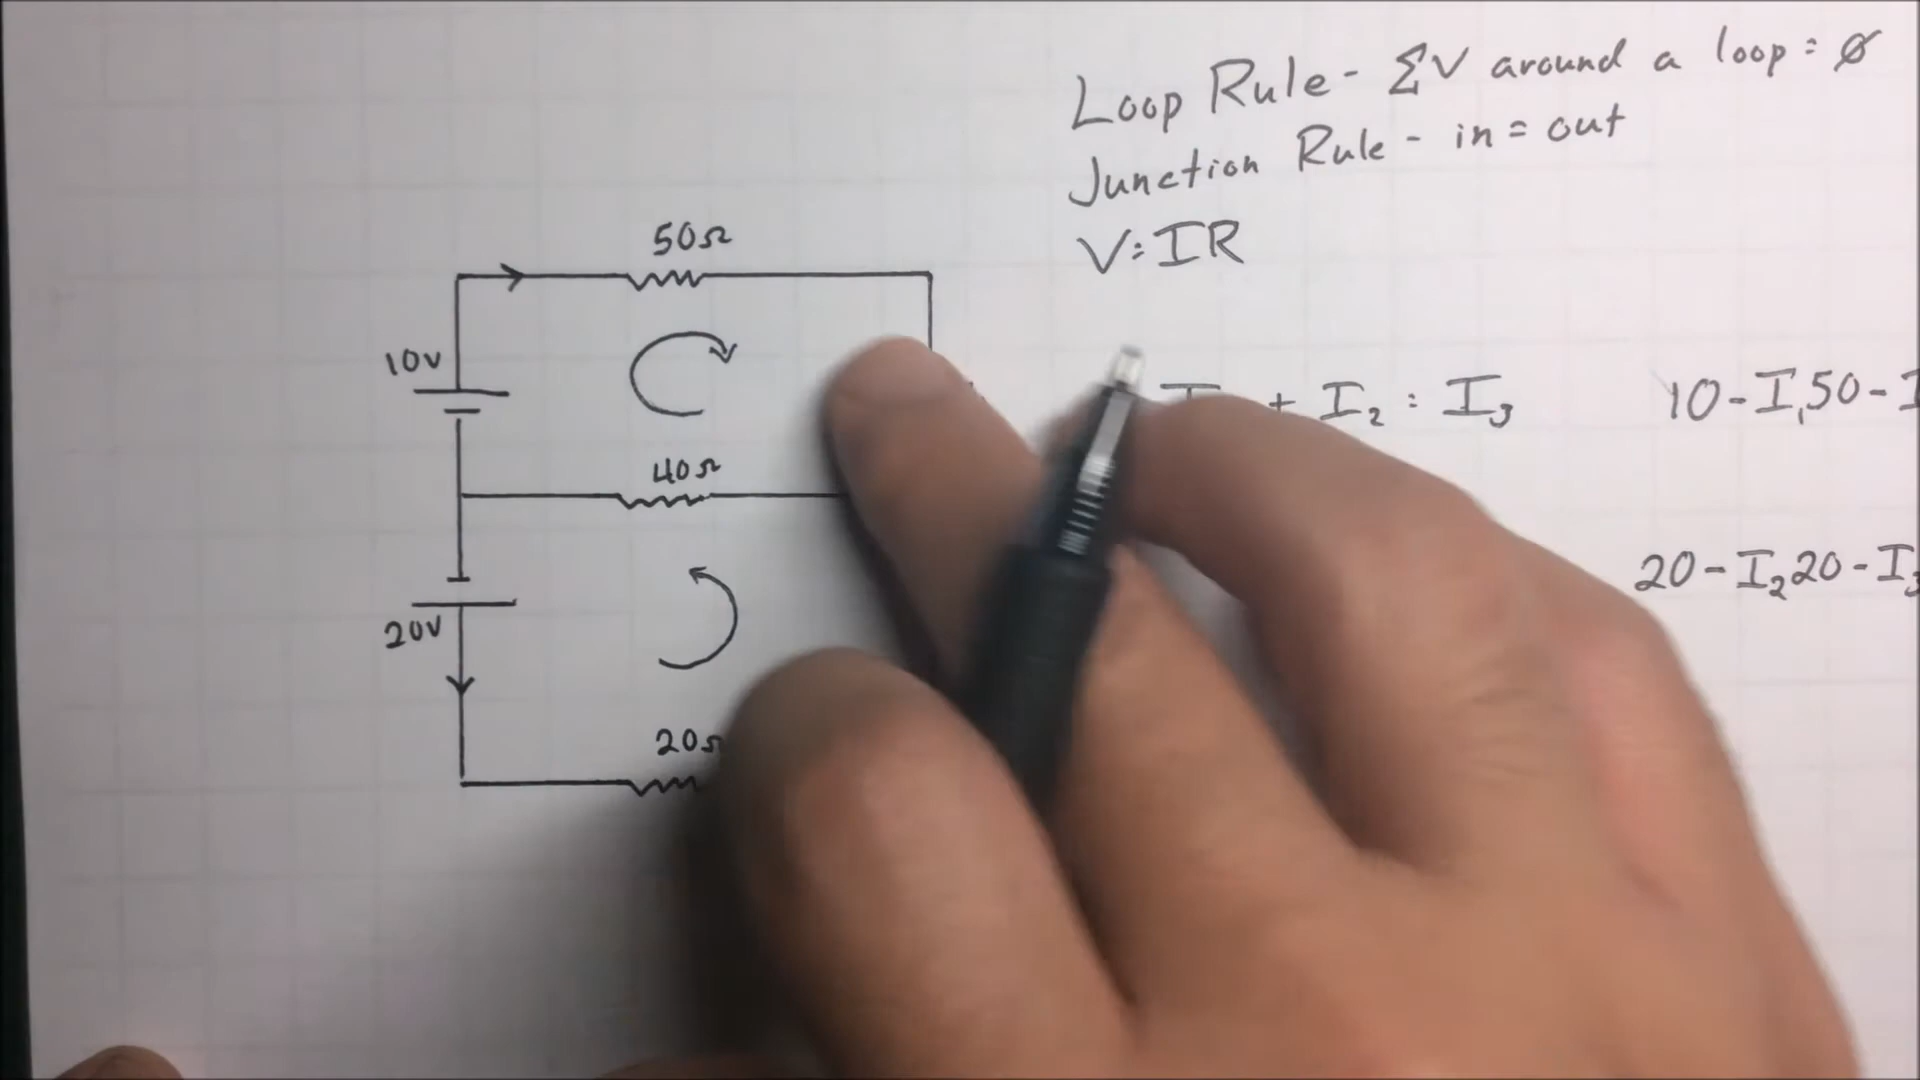 Loop Rule - ΣV around a loop = ∅
Junction Rule - in = out
V = IR
50Ω
10V
40Ω
20V
20Ω
+ I₂ = I₃
10 - I₁50 - I
20 - I₂20 - I₃